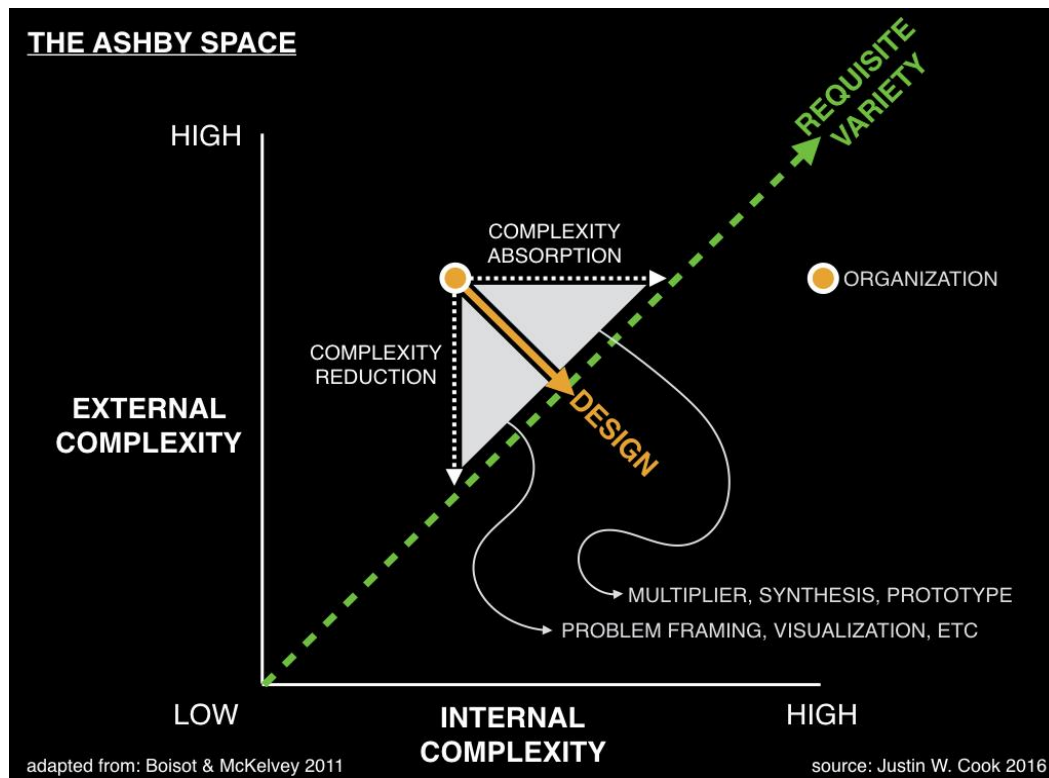 THE ASHBY SPACE
REQUISITE
VARIETY
HIGH
COMPLEXITY
ABSORPTION
ORGANIZATION
COMPLEXITY
REDUCTION
EXTERNAL
COMPLEXITY
DESIGN
MULTIPLIER, SYNTHESIS, PROTOTYPE
PROBLEM FRAMING, VISUALIZATION, ETC
LOW
INTERNAL
COMPLEXITY
HIGH
adapted from: Boisot & McKelvey 2011
source: Justin W. Cook 2016